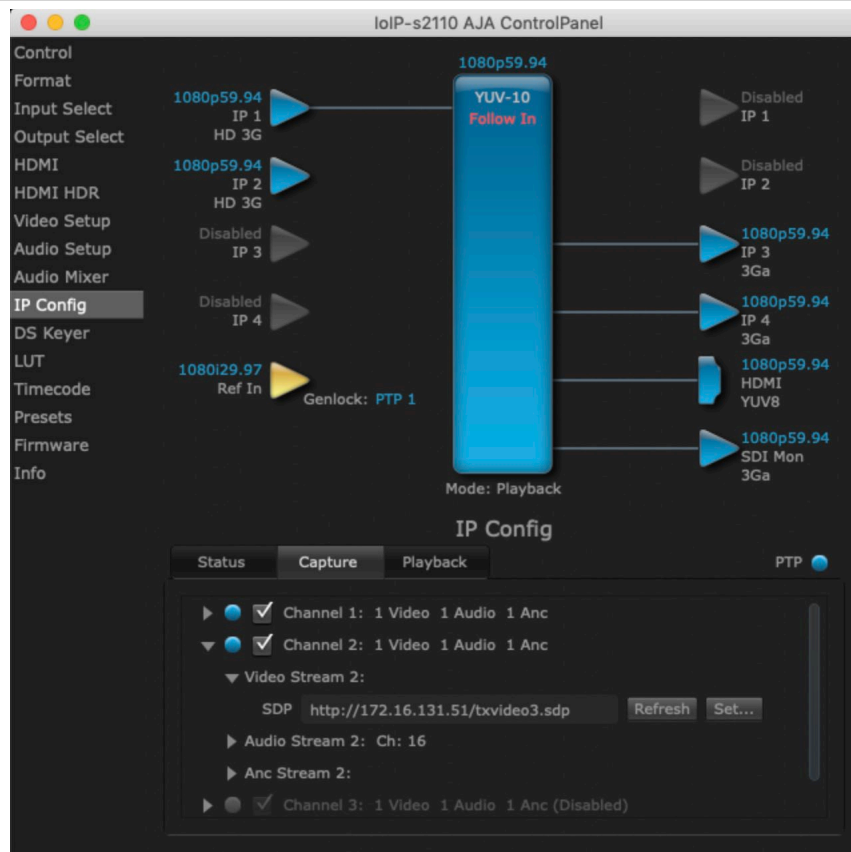 IoIP-s2110 AJA ControlPanel
Control
Format
Input Select
Output Select
HDMI
HDMI HDR
Video Setup
Audio Setup
Audio Mixer
IP Config
DS Keyer
LUT
Timecode
Presets
Firmware
Info
1080p59.94
IP 1
HD 3G
1080p59.94
IP 2
HD 3G
Disabled
IP 3
Disabled
IP 4
1080i29.97
Ref In
Genlock: PTP 1
1080p59.94
YUV-10
Follow In
Mode: Playback
Disabled
IP 1
Disabled
IP 2
1080p59.94
IP 3
3Ga
1080p59.94
IP 4
3Ga
1080p59.94
HDMI
YUV8
1080p59.94
SDI Mon
3Ga
IP Config
Status Capture Playback PTP
Channel 1: 1 Video 1 Audio 1 Anc
Channel 2: 1 Video 1 Audio 1 Anc
Video Stream 2:
SDP http://172.16.131.51/txvideo3.sdp Refresh Set...
Audio Stream 2: Ch: 16
Anc Stream 2:
Channel 3: 1 Video 1 Audio 1 Anc (Disabled)